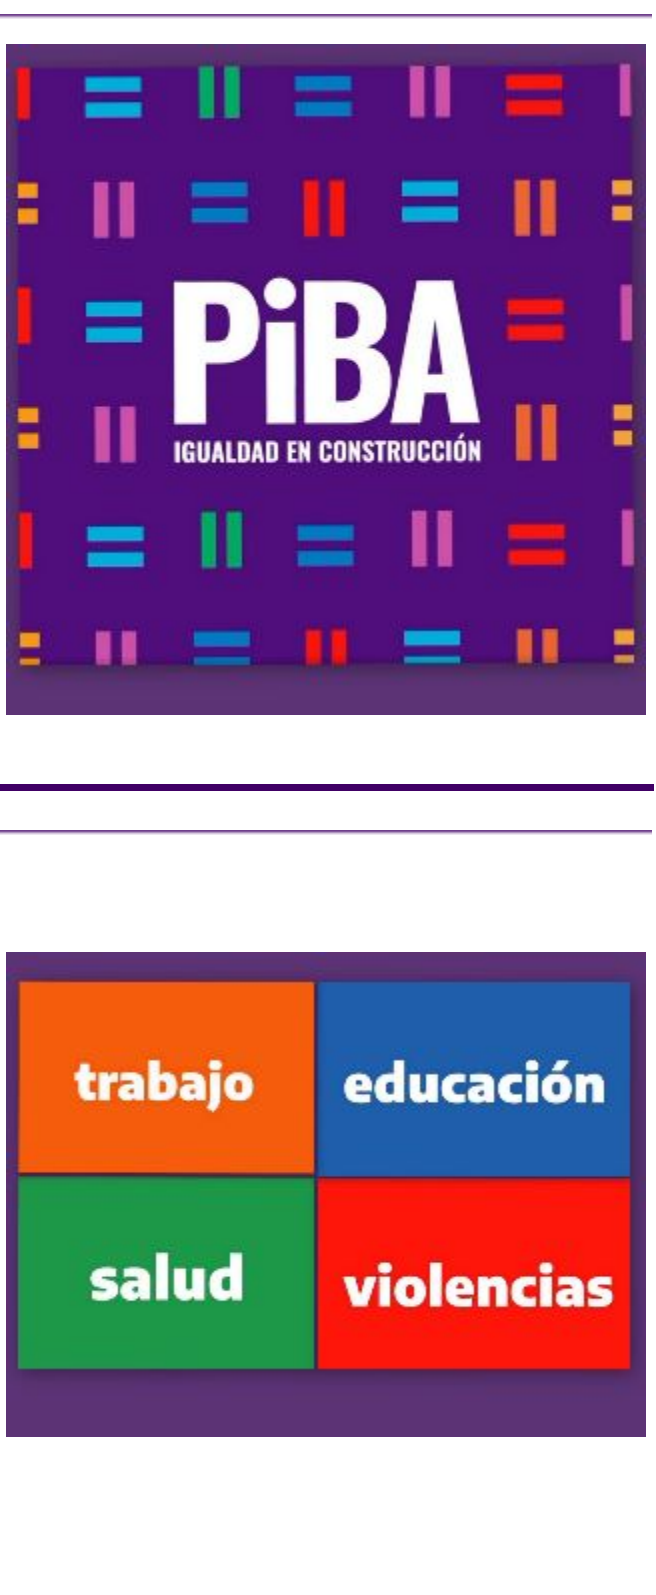 PiBA
IGUALDAD EN CONSTRUCCIÓN
trabajo
educación
salud
violencias